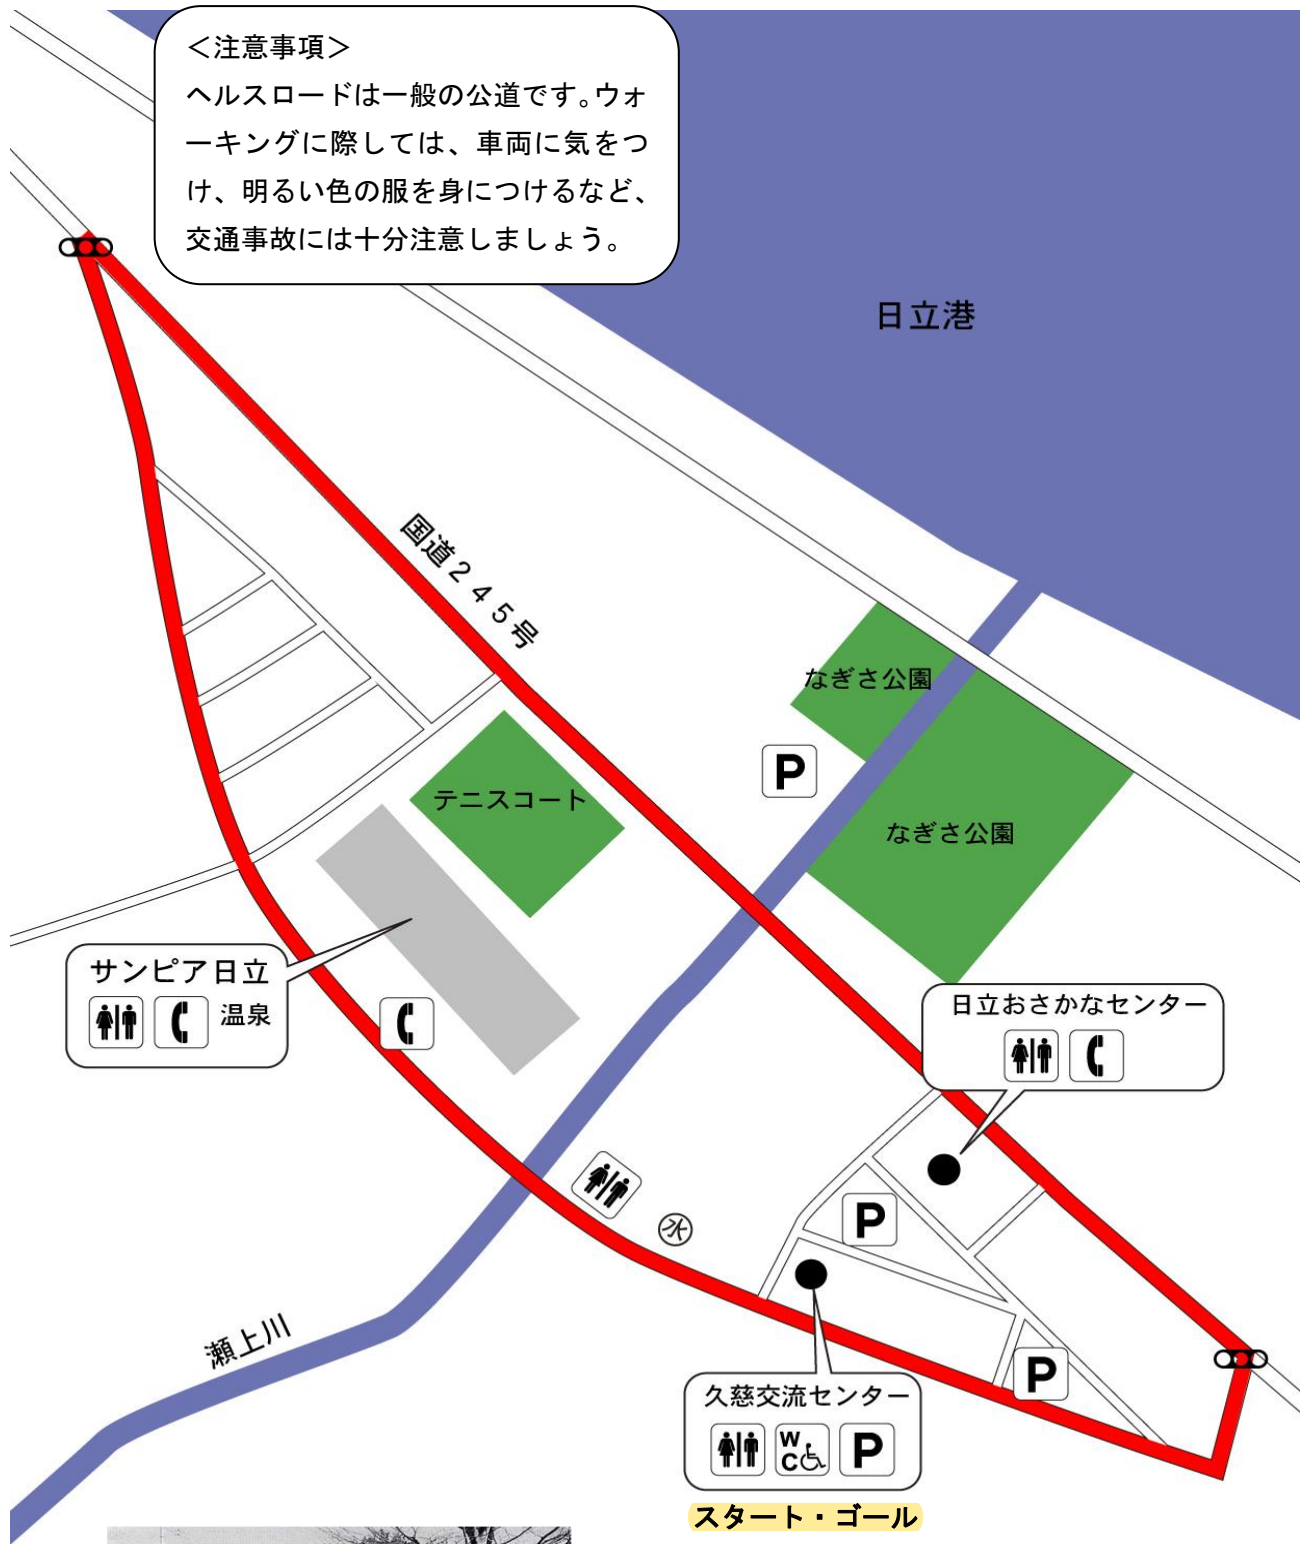 ＜注意事項＞
ヘルスロードは一般の公道です。ウォ
ーキングに際しては、車両に気をつ
け、明るい色の服を身につけるなど、
交通事故には十分注意しましょう。
日立港
国道２４５号
なぎさ公園
P
テニスコート
なぎさ公園
サンピア日立
温泉
日立おさかなセンター
水
P
瀬上川
P
久慈交流センター
WC
P
スタート・ゴール